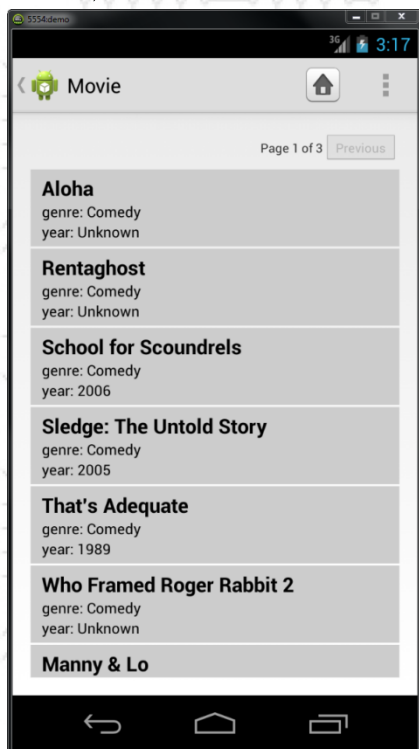 5554:demo
3G 3:17
Movie
Page 1 of 3 Previous
Aloha
genre: Comedy
year: Unknown
Rentaghost
genre: Comedy
year: Unknown
School for Scoundrels
genre: Comedy
year: 2006
Sledge: The Untold Story
genre: Comedy
year: 2005
That's Adequate
genre: Comedy
year: 1989
Who Framed Roger Rabbit 2
genre: Comedy
year: Unknown
Manny & Lo